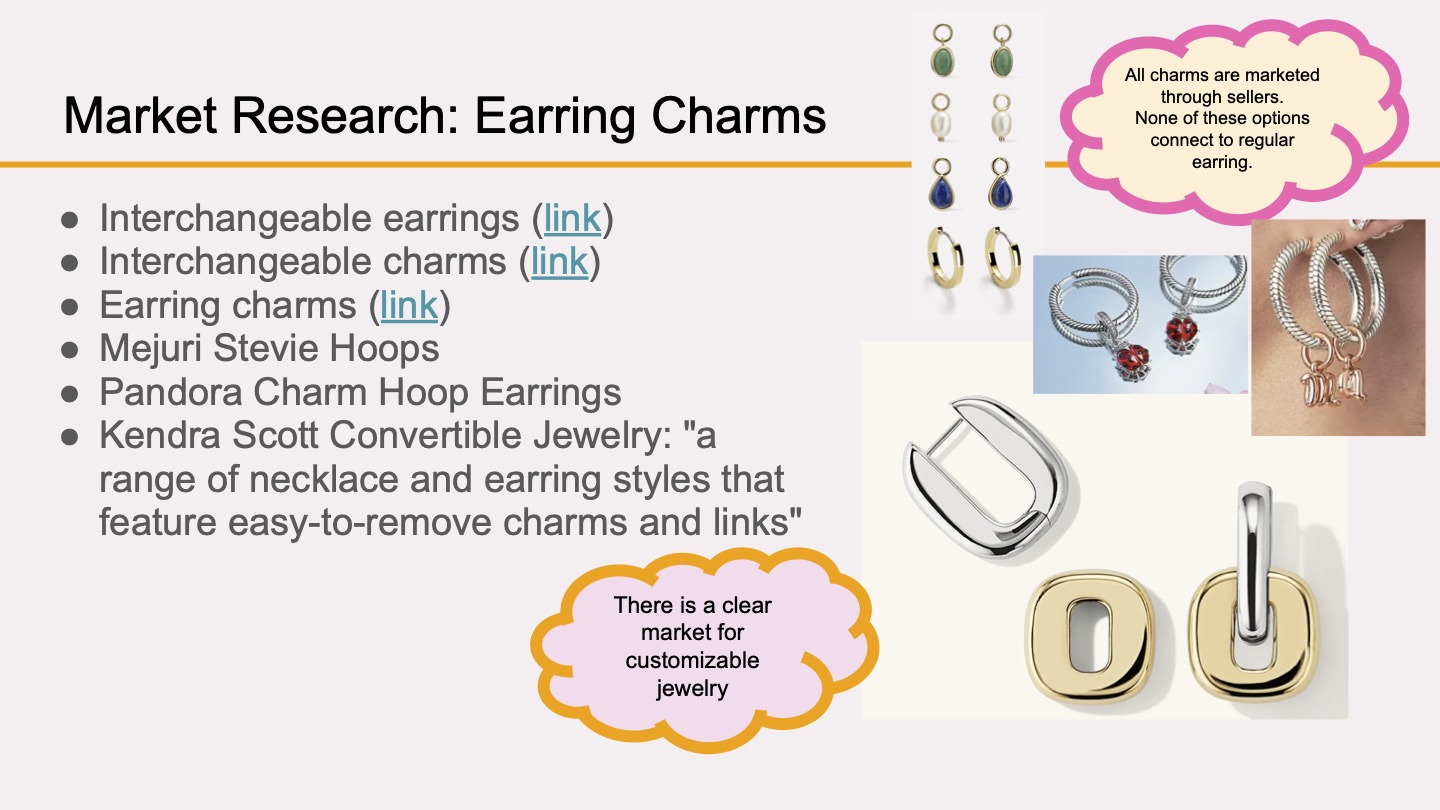 Market Research: Earring Charms
● Interchangeable earrings (link)
● Interchangeable charms (link)
● Earring charms (link)
● Mejuri Stevie Hoops
● Pandora Charm Hoop Earrings
● Kendra Scott Convertible Jewelry: "a
range of necklace and earring styles that
feature easy-to-remove charms and links"
All charms are marketed
through sellers.
None of these options
connect to regular
earring.
There is a clear
market for
customizable
jewelry